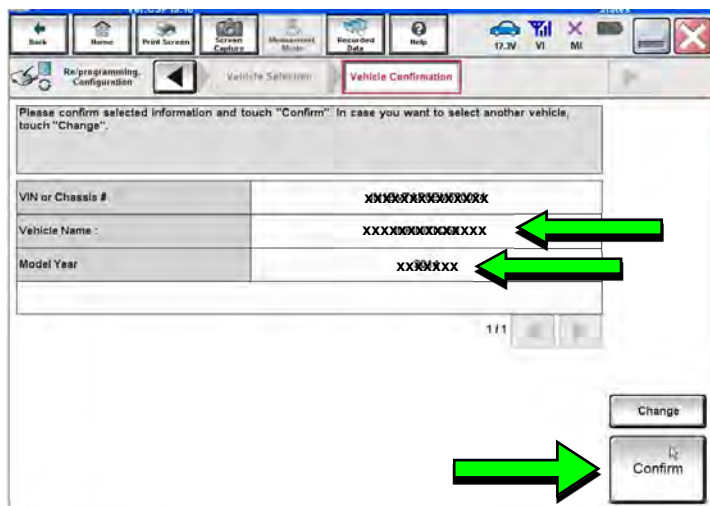 Back Home Print Screen Screen Capture Measurement Mode Recorded Data Help 12.3V VI MI
Re/programming, Configuration Vehicle Selection Vehicle Confirmation
Please confirm selected information and touch "Confirm". In case you want to select another vehicle,
touch "Change".
VIN or Chassis #
Vehicle Name :
Model Year
1/1
Change
Confirm